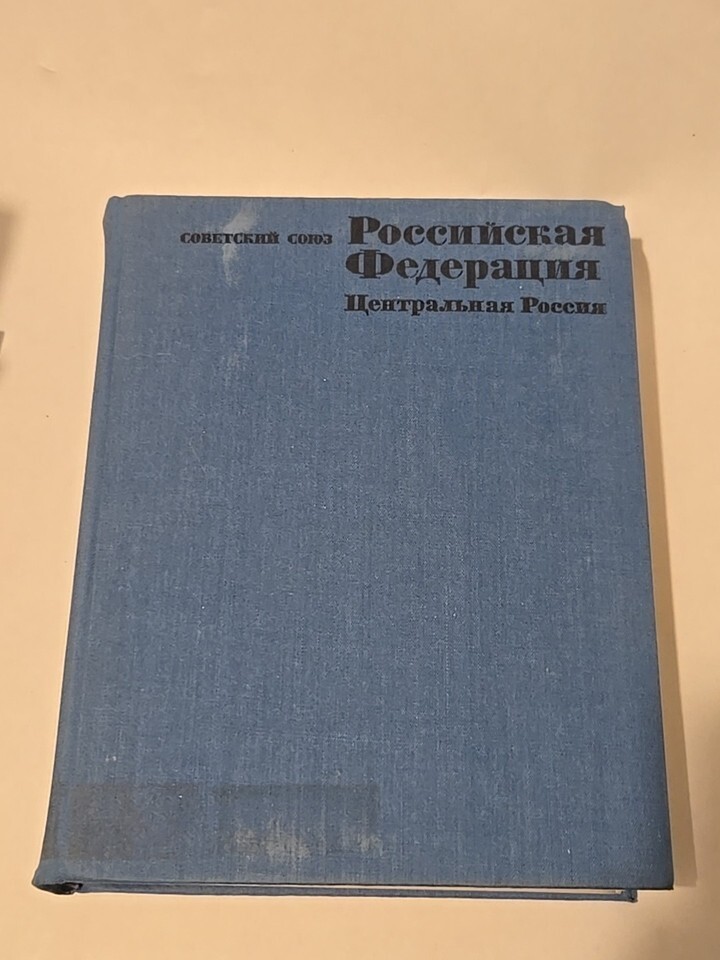 СОВЕТСКИЙ СОЮЗ Российская
Федерация
Центральная Россия